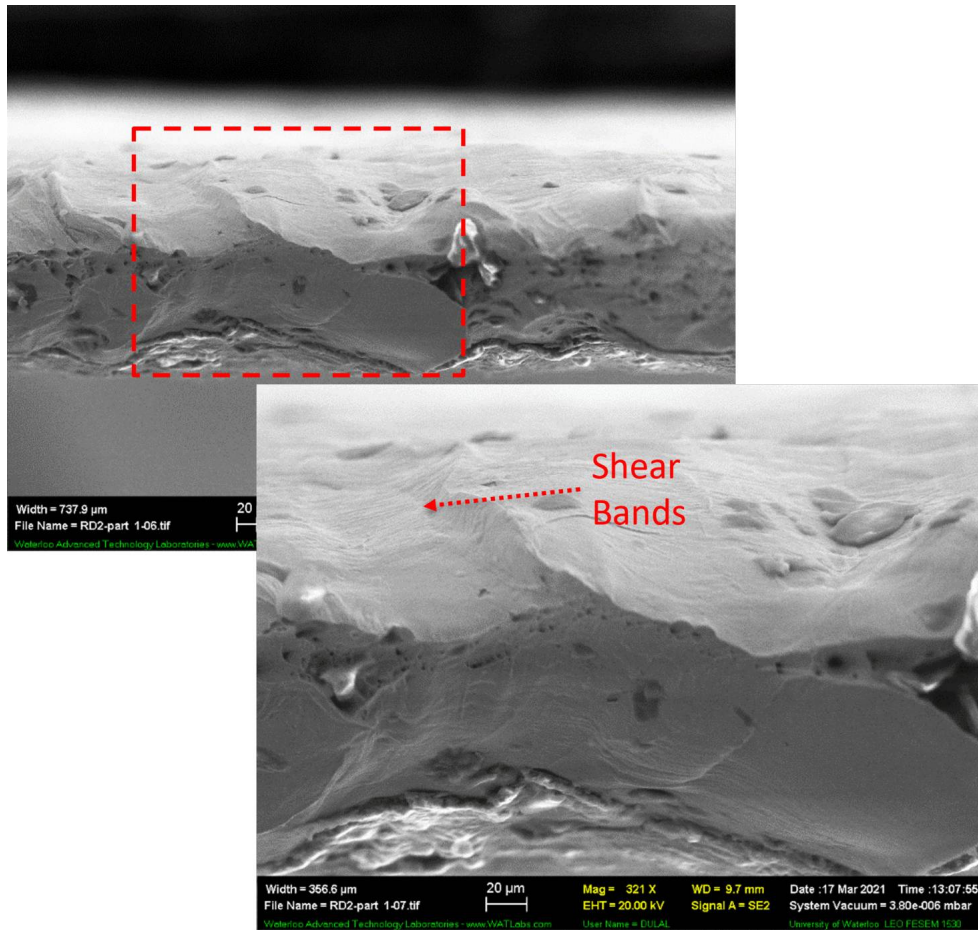 Width = 737.9 µm
20
File Name = RD2-part 1-06.tif
Waterloo Advanced Technology Laboratories - www.WAT
Shear
Bands
Width = 356.6 µm
20 µm
Mag = 321 X
WD = 9.7 mm
Date :17 Mar 2021 Time :13:07:55
File Name = RD2-part 1-07.tif
EHT = 20.00 kV
Signal A = SE2
System Vacuum = 3.80e-006 mbar
Waterloo Advanced Technology Laboratories - www.WATLabs.com
User Name = DULAL
University of Waterloo LEO FESEM 1530